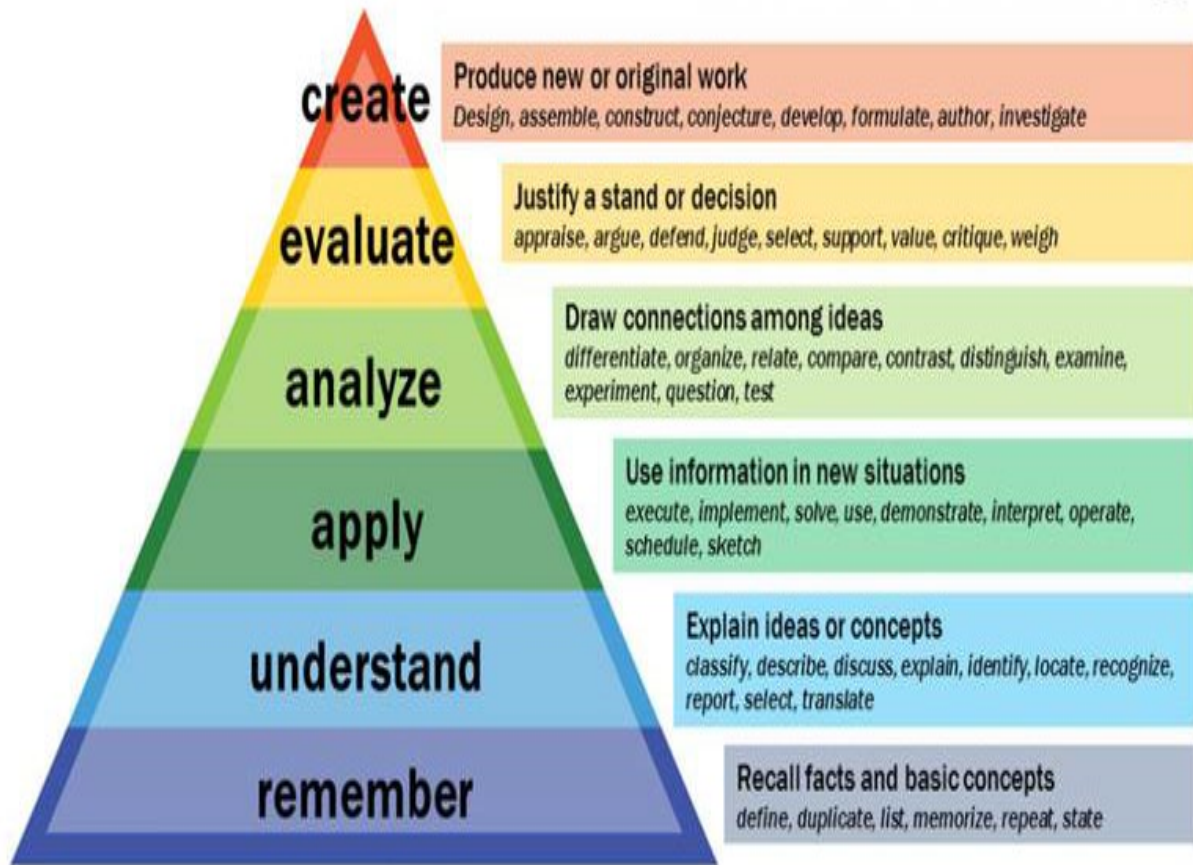 create
Produce new or original work
Design, assemble, construct, conjecture, develop, formulate, author, investigate
evaluate
Justify a stand or decision
appraise, argue, defend, judge, select, support, value, critique, weigh
analyze
Draw connections among ideas
differentiate, organize, relate, compare, contrast, distinguish, examine,
experiment, question, test
apply
Use information in new situations
execute, implement, solve, use, demonstrate, interpret, operate,
schedule, sketch
understand
Explain ideas or concepts
classify, describe, discuss, explain, identify, locate, recognize,
report, select, translate
remember
Recall facts and basic concepts
define, duplicate, list, memorize, repeat, state